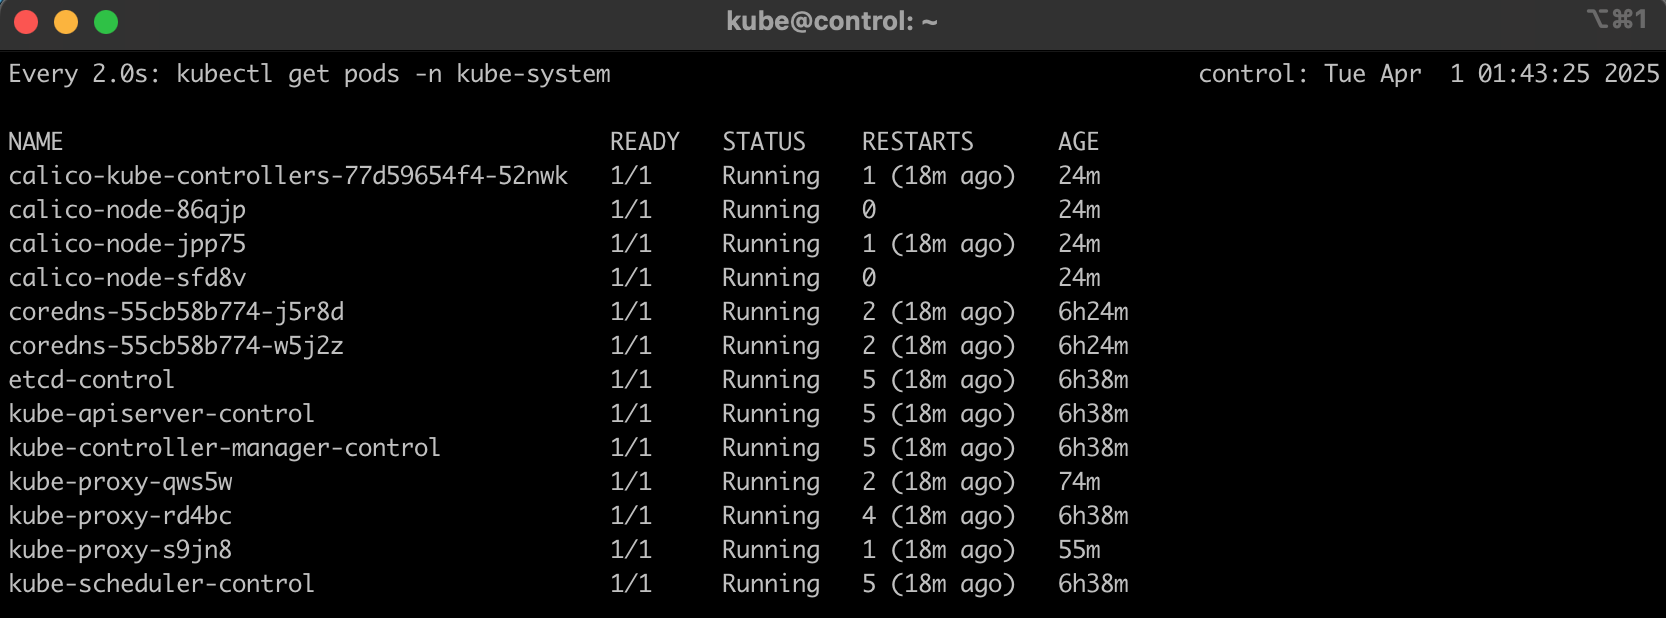 kube@control: ~ ⌥⌘1
Every 2.0s: kubectl get pods -n kube-system control: Tue Apr  1 01:43:25 2025
NAME READY STATUS RESTARTS AGE
calico-kube-controllers-77d59654f4-52nwk 1/1 Running 1 (18m ago) 24m
calico-node-86qjp 1/1 Running 0 24m
calico-node-jpp75 1/1 Running 1 (18m ago) 24m
calico-node-sfd8v 1/1 Running 0 24m
coredns-55cb58b774-j5r8d 1/1 Running 2 (18m ago) 6h24m
coredns-55cb58b774-w5j2z 1/1 Running 2 (18m ago) 6h24m
etcd-control 1/1 Running 5 (18m ago) 6h38m
kube-apiserver-control 1/1 Running 5 (18m ago) 6h38m
kube-controller-manager-control 1/1 Running 5 (18m ago) 6h38m
kube-proxy-qws5w 1/1 Running 2 (18m ago) 74m
kube-proxy-rd4bc 1/1 Running 4 (18m ago) 6h38m
kube-proxy-s9jn8 1/1 Running 1 (18m ago) 55m
kube-scheduler-control 1/1 Running 5 (18m ago) 6h38m